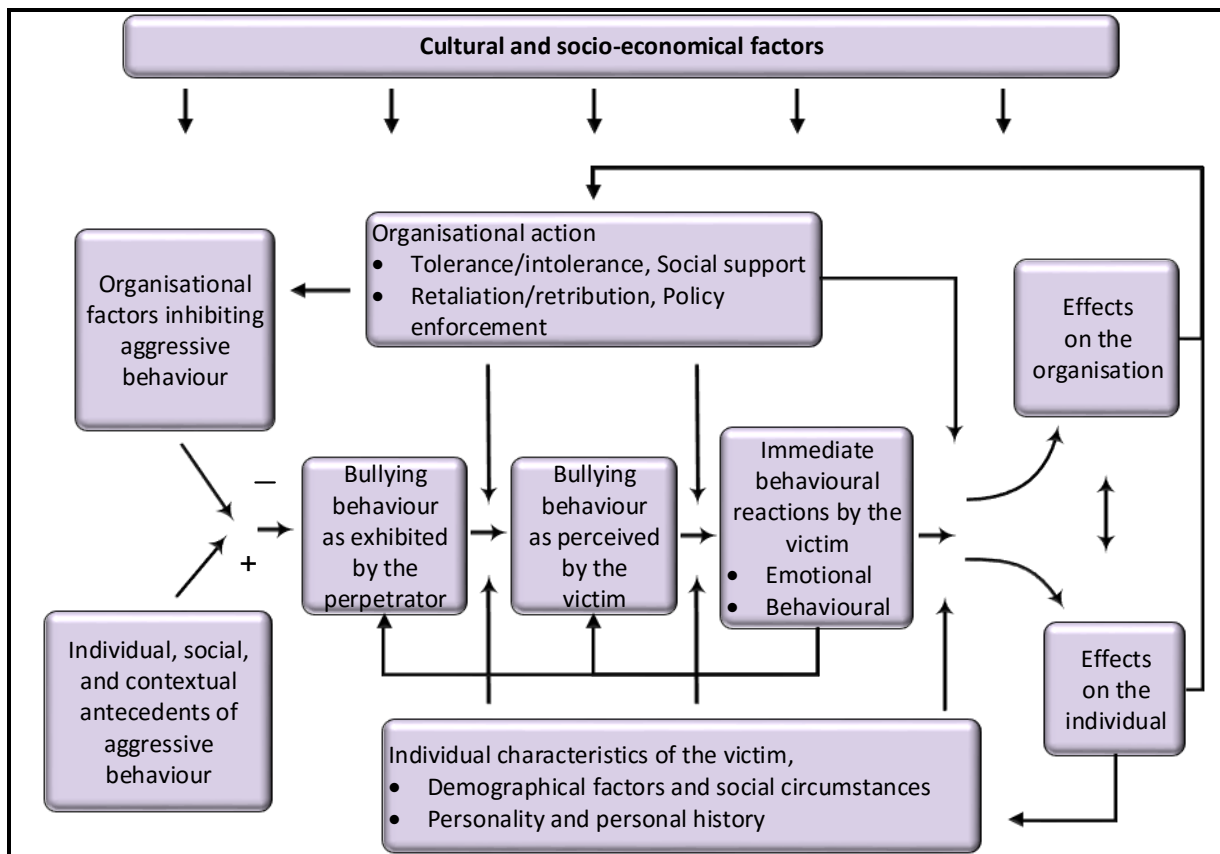 Cultural and socio-economical factors
Organisational action
• Tolerance/intolerance, Social support
• Retaliation/retribution, Policy
enforcement
Organisational
factors inhibiting
aggressive
behaviour
Effects
on the
organisation
Bullying
behaviour
as exhibited
by the
perpetrator
Bullying
behaviour
as perceived
by the
victim
Immediate
behavioural
reactions by the
victim
• Emotional
• Behavioural
–
+
Individual, social,
and contextual
antecedents of
aggressive
behaviour
Effects
on the
individual
Individual characteristics of the victim,
• Demographical factors and social circumstances
• Personality and personal history